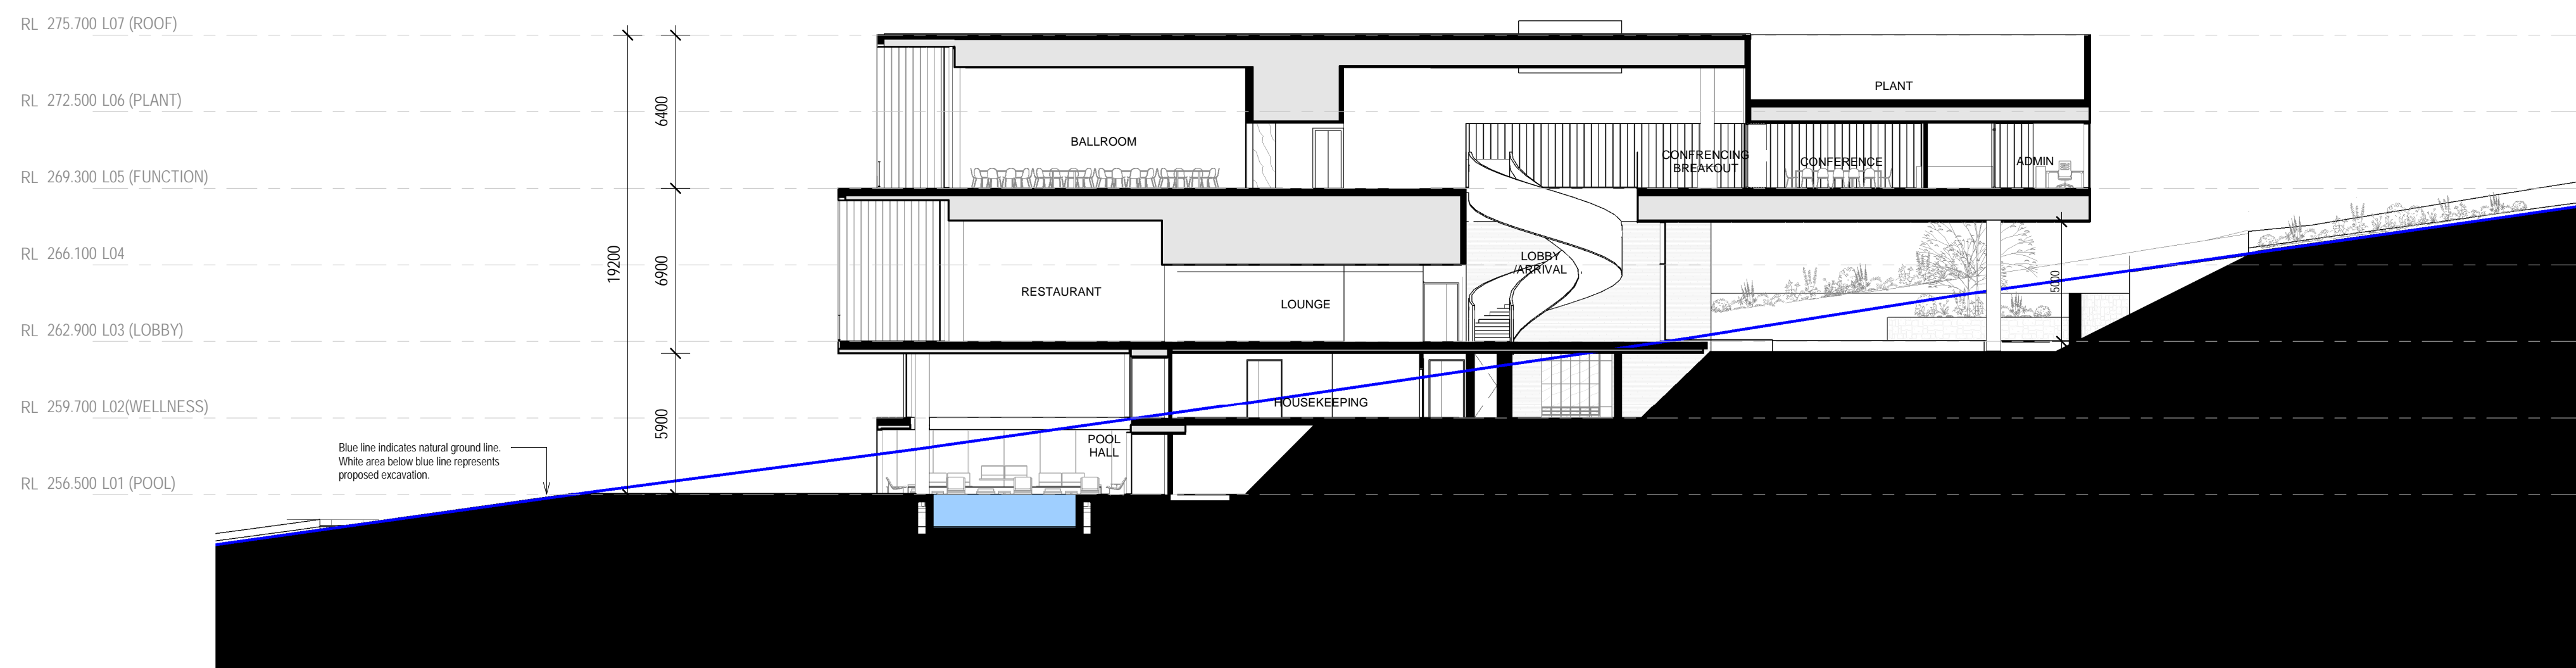 RL 275.700 L07 (ROOF)
RL 272.500 L06 (PLANT)
RL 269.300 L05 (FUNCTION)
RL 266.100 L04
RL 262.900 L03 (LOBBY)
RL 259.700 L02(WELLNESS)
RL 256.500 L01 (POOL)
19200
6400
6900
5900
5000
PLANT
BALLROOM
CONFRENCING
BREAKOUT
CONFERENCE
ADMIN
LOBBY
/ARRIVAL
RESTAURANT
LOUNGE
HOUSEKEEPING
POOL
HALL
Blue line indicates natural ground line.
White area below blue line represents
proposed excavation.